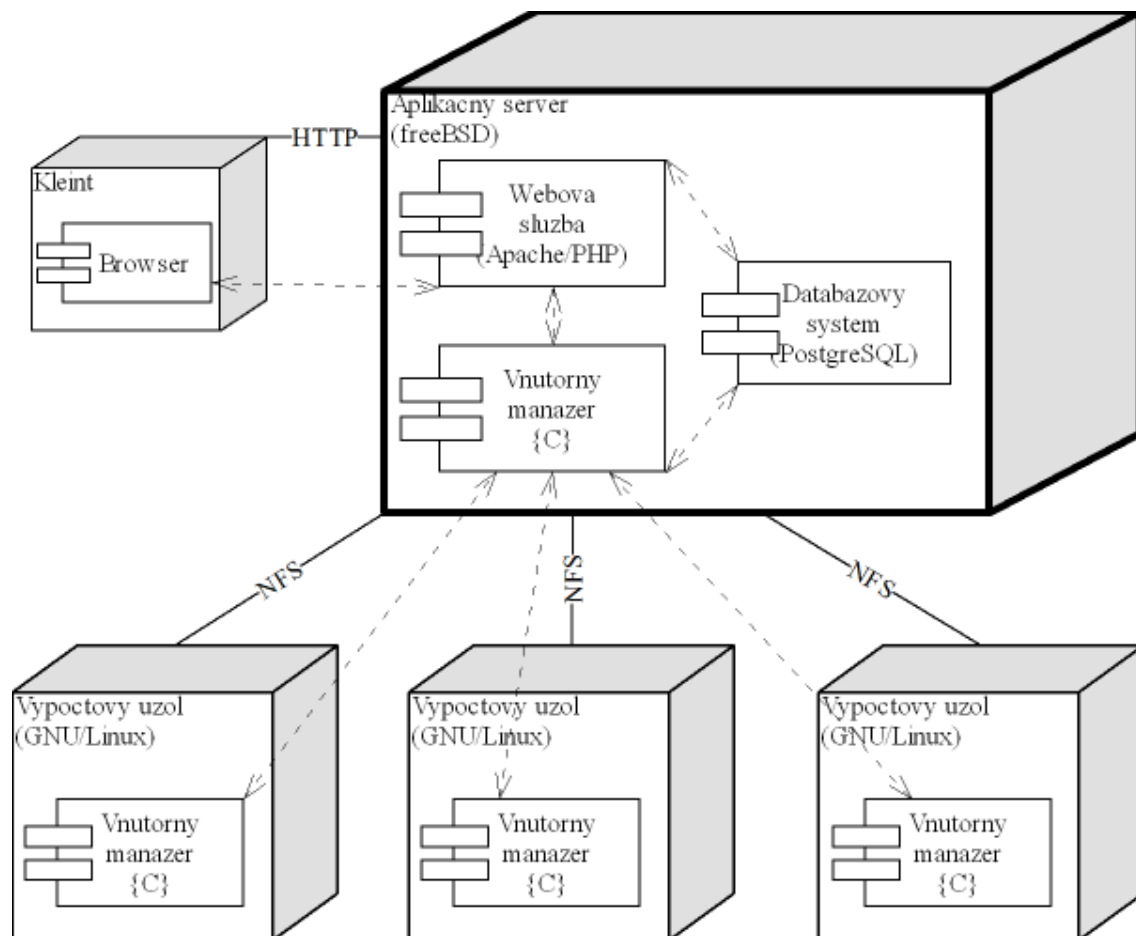 Aplikacny server
(freeBSD)
HTTP
Kleint
Browser
Webova
sluzba
(Apache/PHP)
Databazovy
system
(PostgreSQL)
Vnutorny
manazer
{C}
NFS
NFS
NFS
Vypoctovy uzol
(GNU/Linux)
Vnutorny
manazer
{C}
Vypoctovy uzol
(GNU/Linux)
Vnutorny
manazer
{C}
Vypoctovy uzol
(GNU/Linux)
Vnutorny
manazer
{C}